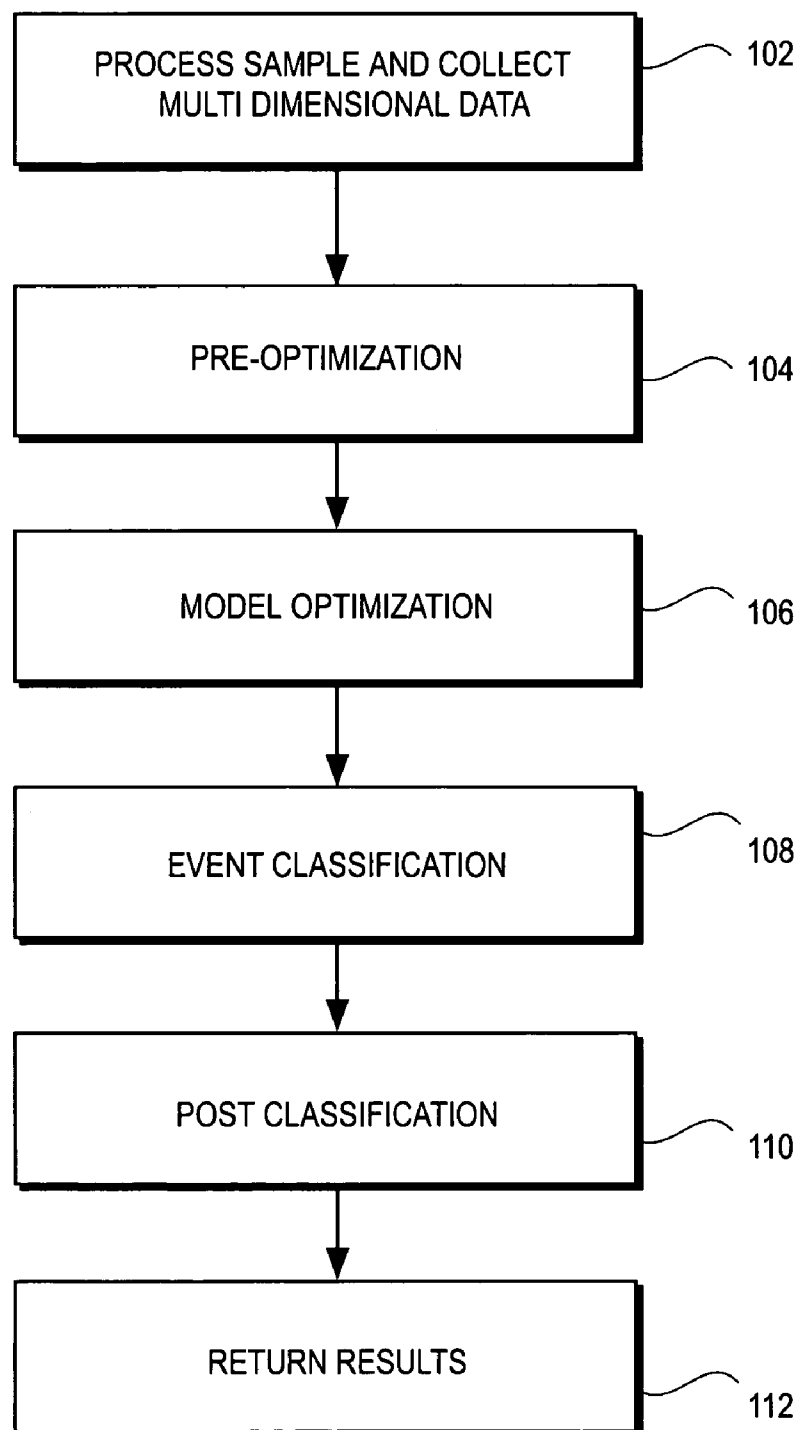 PROCESS SAMPLE AND COLLECT
MULTI DIMENSIONAL DATA
102
PRE-OPTIMIZATION
104
MODEL OPTIMIZATION
106
EVENT CLASSIFICATION
108
POST CLASSIFICATION
110
RETURN RESULTS
112